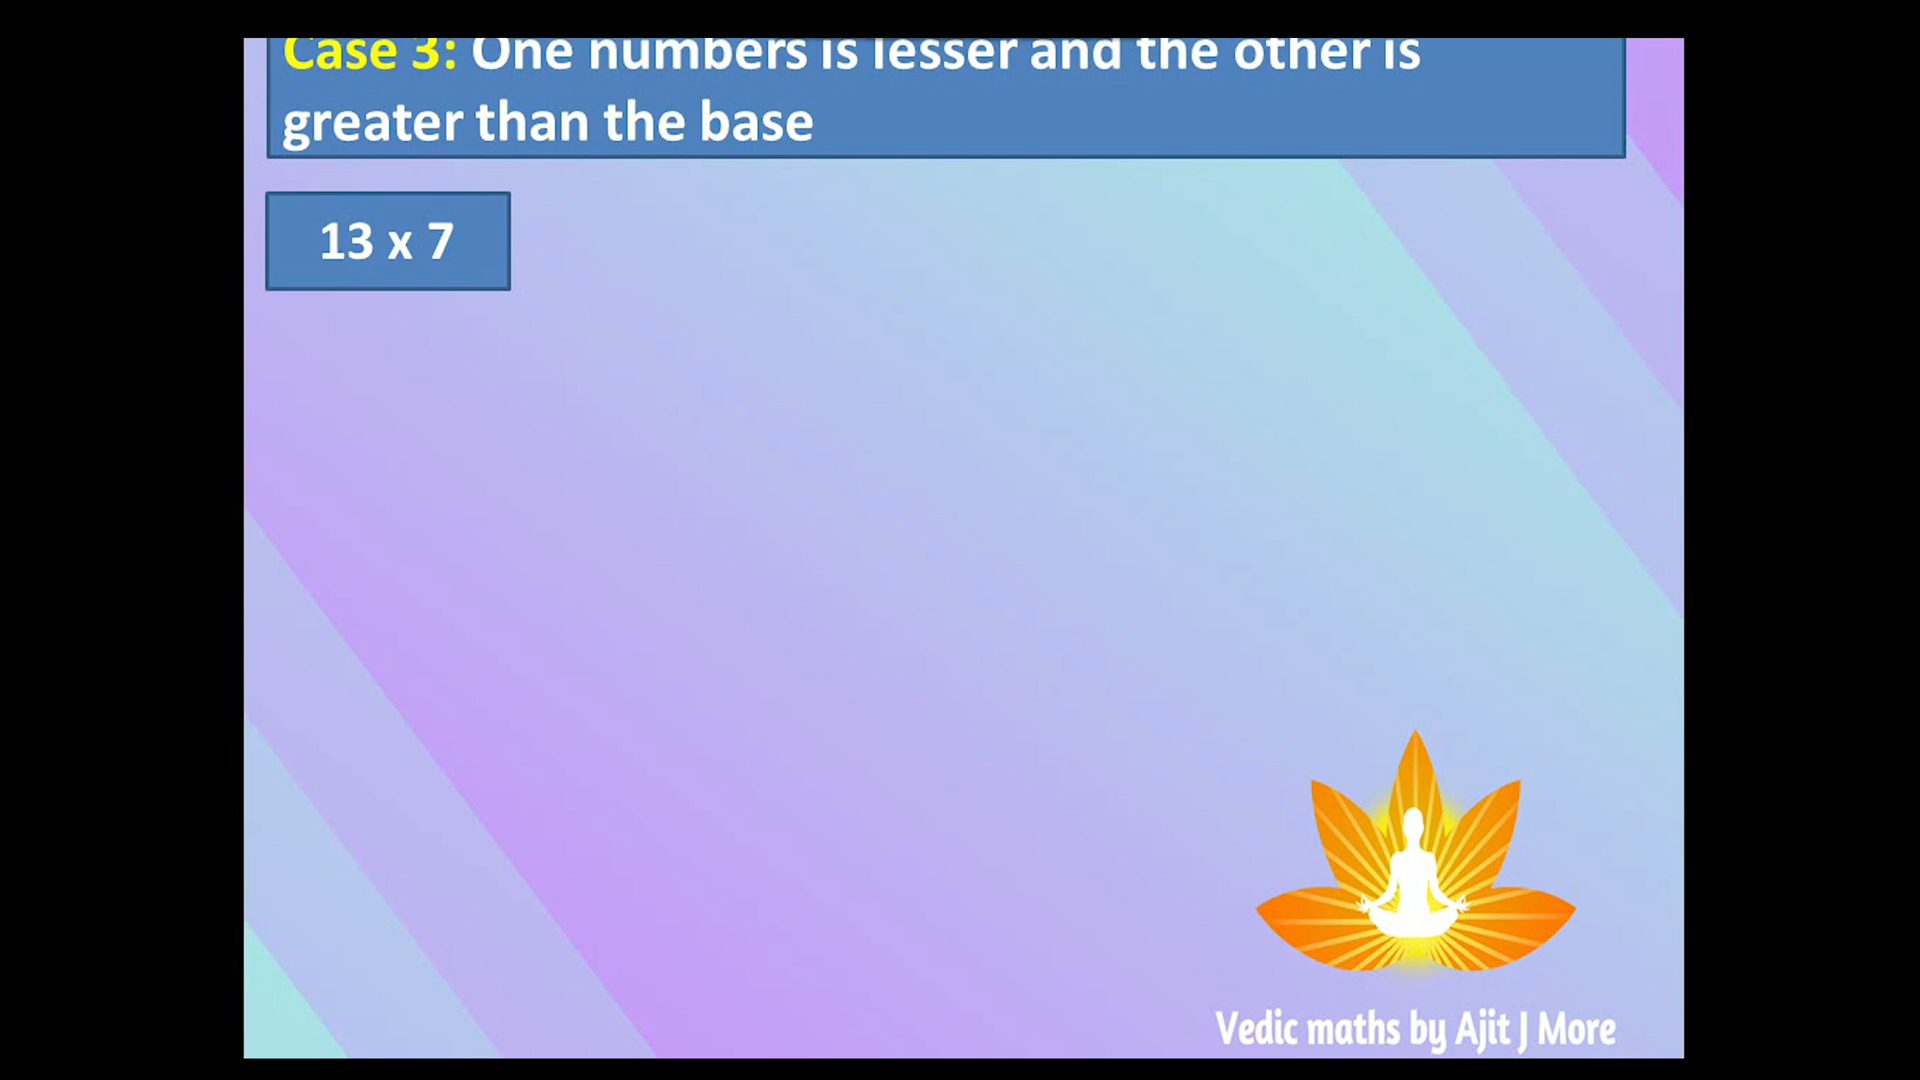 Case 3: One numbers is lesser and the other is
greater than the base
13 x 7
Vedic maths by Ajit J More